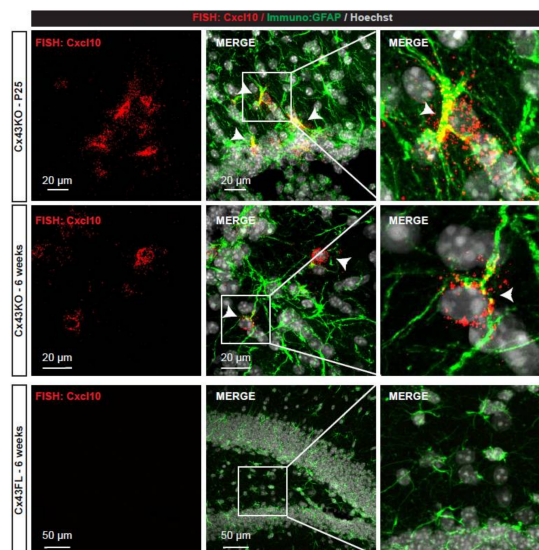 FISH: Cxcl10 / Immuno:GFAP / Hoechst
Cx43KO - P25
FISH: Cxcl10
20 µm
MERGE
20 µm
MERGE
Cx43KO - 6 weeks
FISH: Cxcl10
20 µm
MERGE
20 µm
MERGE
Cx43FL - 6 weeks
FISH: Cxcl10
50 µm
MERGE
50 µm
MERGE